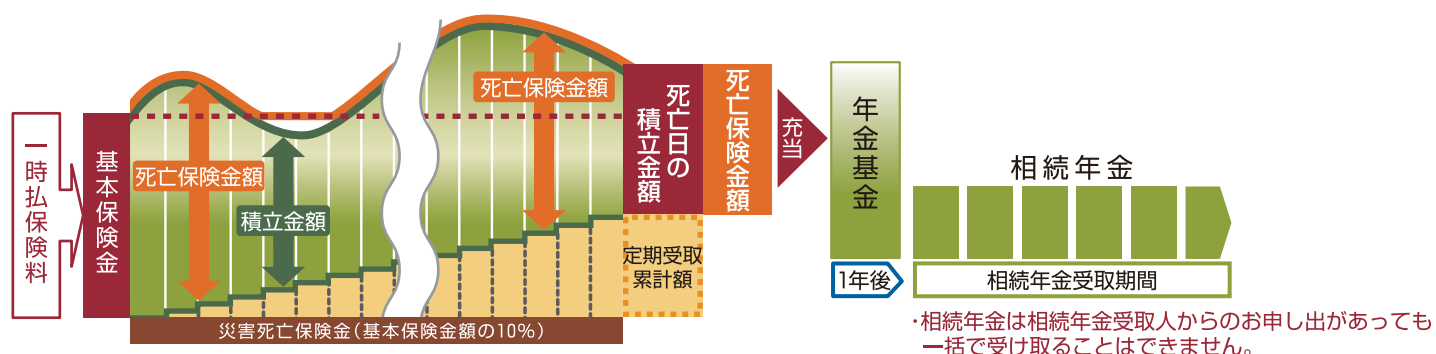 一時払保険料
基本保険金
死亡保険金額
積立金額
死亡保険金額
死亡日の
積立金額
死亡保険金額
定期受取
累計額
災害死亡保険金（基本保険金額の10%）
充当
年金基金
1年後
相続年金
相続年金受取期間
・相続年金は相続年金受取人からのお申し出があっても
一括で受け取ることはできません。